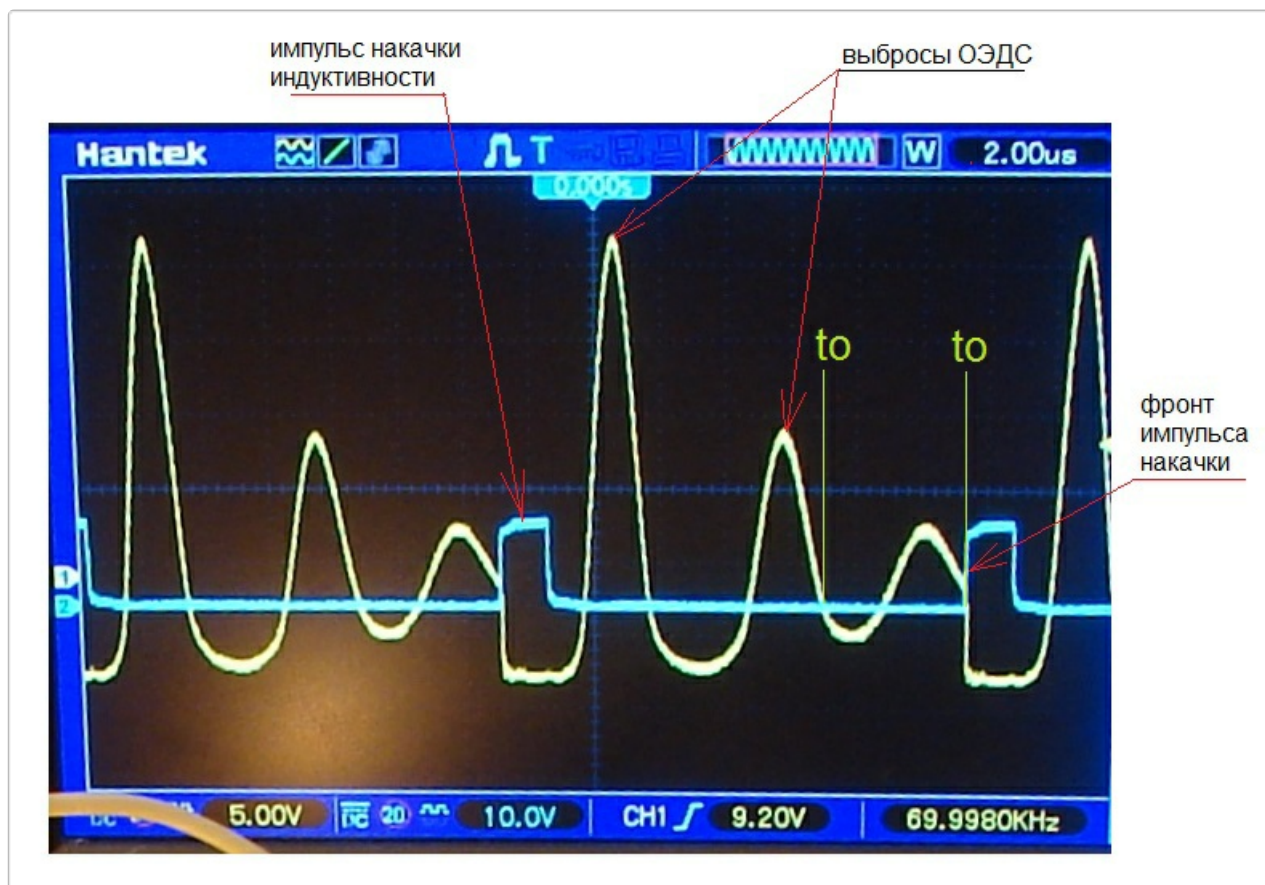 импульс накачки
индуктивности
выбросы ОЭДС
Hantek
T
W
2.00us
0.000s
to
to
фронт
импульса
накачки
1
2
5.00V
DC
20
10.0V
CH1
9.20V
69.9980KHz